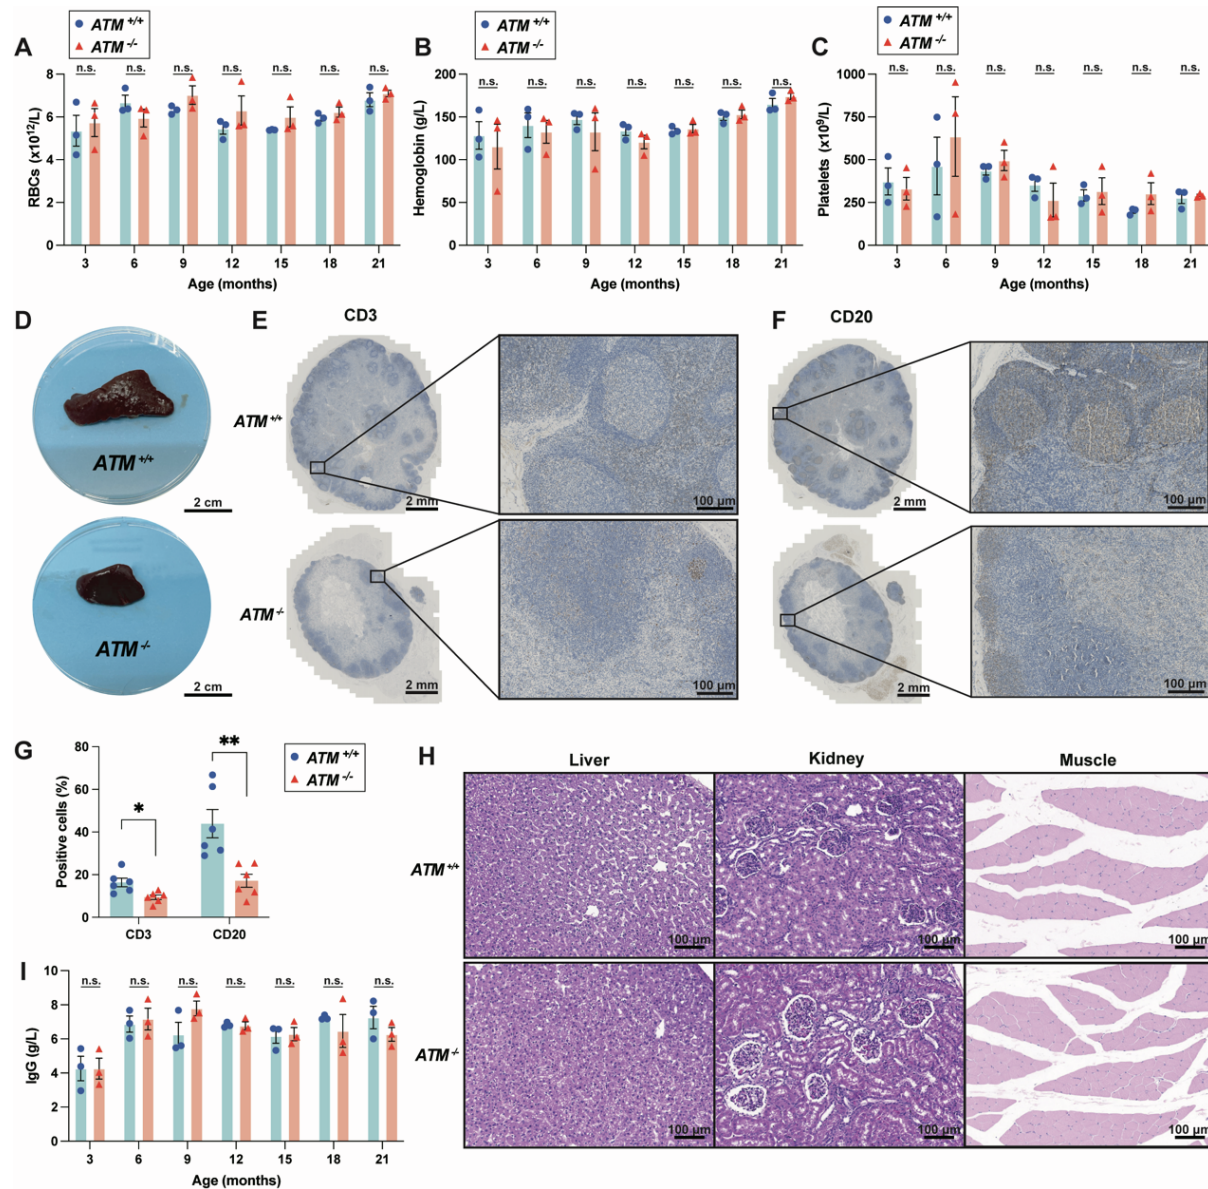 A
ATM +/+
ATM -/-
n.s. n.s. n.s. n.s. n.s. n.s. n.s.
RBCs (x10¹²/L)
8
6
4
2
0
3 6 9 12 15 18 21
Age (months)
B
ATM +/+
ATM -/-
n.s. n.s. n.s. n.s. n.s. n.s. n.s.
Hemoglobin (g/L)
200
150
100
50
0
3 6 9 12 15 18 21
Age (months)
C
ATM +/+
ATM -/-
n.s. n.s. n.s. n.s. n.s. n.s. n.s.
Platelets (x10⁹/L)
1000
750
500
250
0
3 6 9 12 15 18 21
Age (months)
D
ATM +/+
2 cm
ATM -/-
2 cm
E
CD3
ATM +/+
2 mm
100 µm
ATM -/-
2 mm
100 µm
F
CD20
2 mm
100 µm
2 mm
100 µm
G
ATM +/+
ATM -/-
Positive cells (%)
80
60
40
20
0
*
**
CD3 CD20
H
Liver Kidney Muscle
ATM +/+
100 µm 100 µm 100 µm
ATM -/-
100 µm 100 µm 100 µm
I
n.s. n.s. n.s. n.s. n.s. n.s. n.s.
IgG (g/L)
10
8
6
4
2
0
3 6 9 12 15 18 21
Age (months)